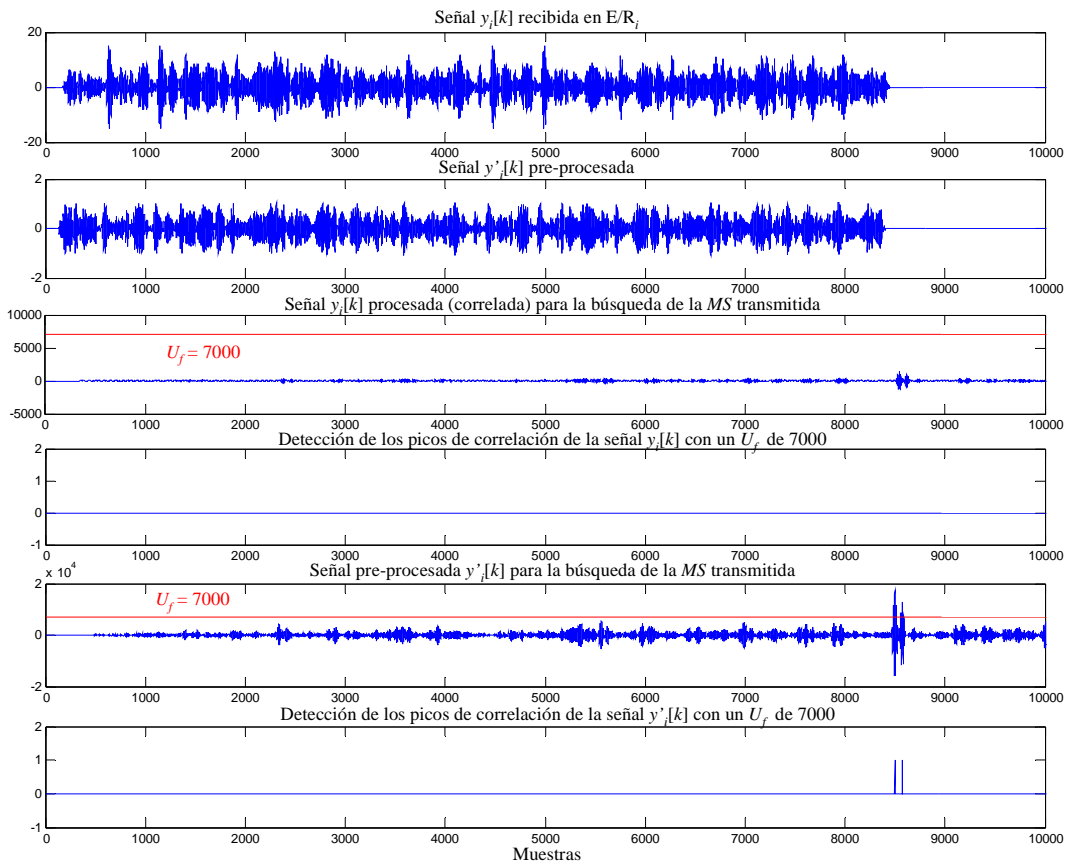 Señal y_i[k] recibida en E/R_i
20
0
-20
0 1000 2000 3000 4000 5000 6000 7000 8000 9000 10000
Señal y'_i[k] pre-procesada
2
0
-2
0 1000 2000 3000 4000 5000 6000 7000 8000 9000 10000
Señal y_i[k] procesada (correlada) para la búsqueda de la MS transmitida
10000
5000
0
-5000
U_f = 7000
0 1000 2000 3000 4000 5000 6000 7000 8000 9000 10000
Detección de los picos de correlación de la señal y_i[k] con un U_f de 7000
2
1
0
-1
0 1000 2000 3000 4000 5000 6000 7000 8000 9000 10000
x 10^4
Señal pre-procesada y'_i[k] para la búsqueda de la MS transmitida
2
0
-2
U_f = 7000
0 1000 2000 3000 4000 5000 6000 7000 8000 9000 10000
Detección de los picos de correlación de la señal y'_i[k] con un U_f de 7000
2
1
0
-1
0 1000 2000 3000 4000 5000 6000 7000 8000 9000 10000
Muestras